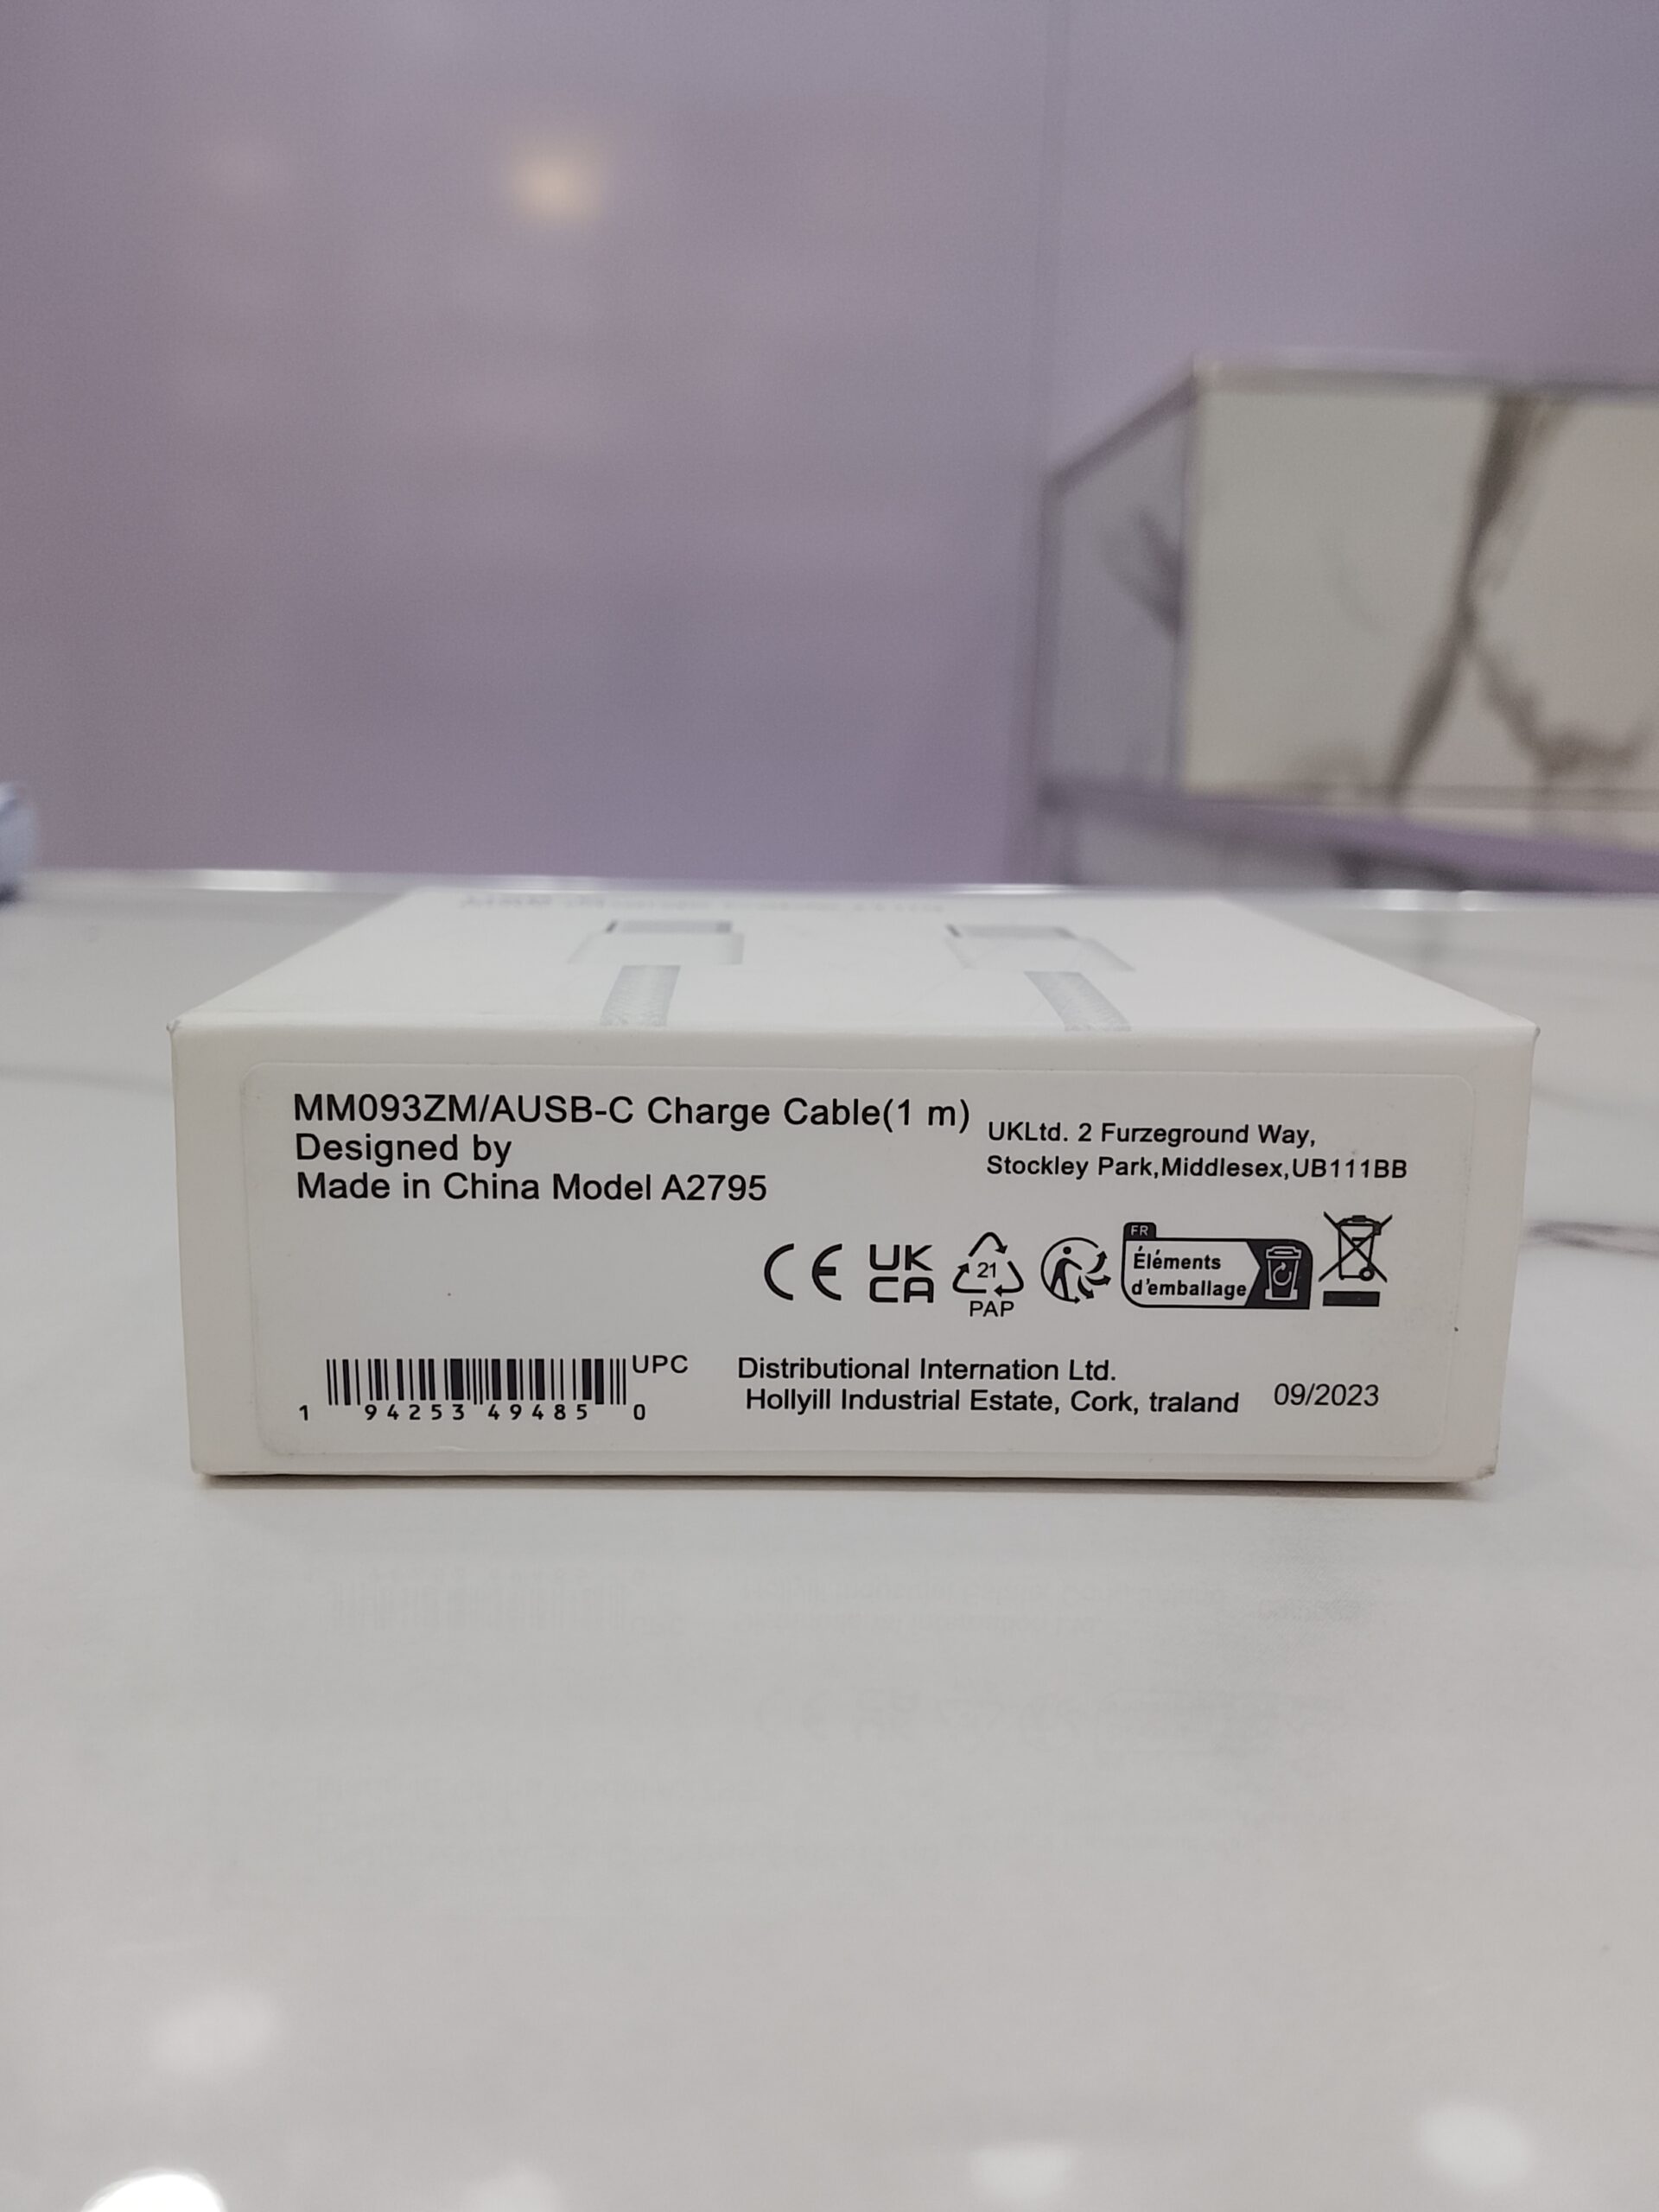 MM093ZM/AUSB-C Charge Cable(1 m)
Designed by
Made in China Model A2795
UKLtd. 2 Furzeground Way,
Stockley Park,Middlesex,UB111BB
CE
UK
CA
21
PAP
FR
Éléments
d'emballage
UPC
1 94253 49485 0
Distributional Internation Ltd.
Hollyill Industrial Estate, Cork, traland
09/2023